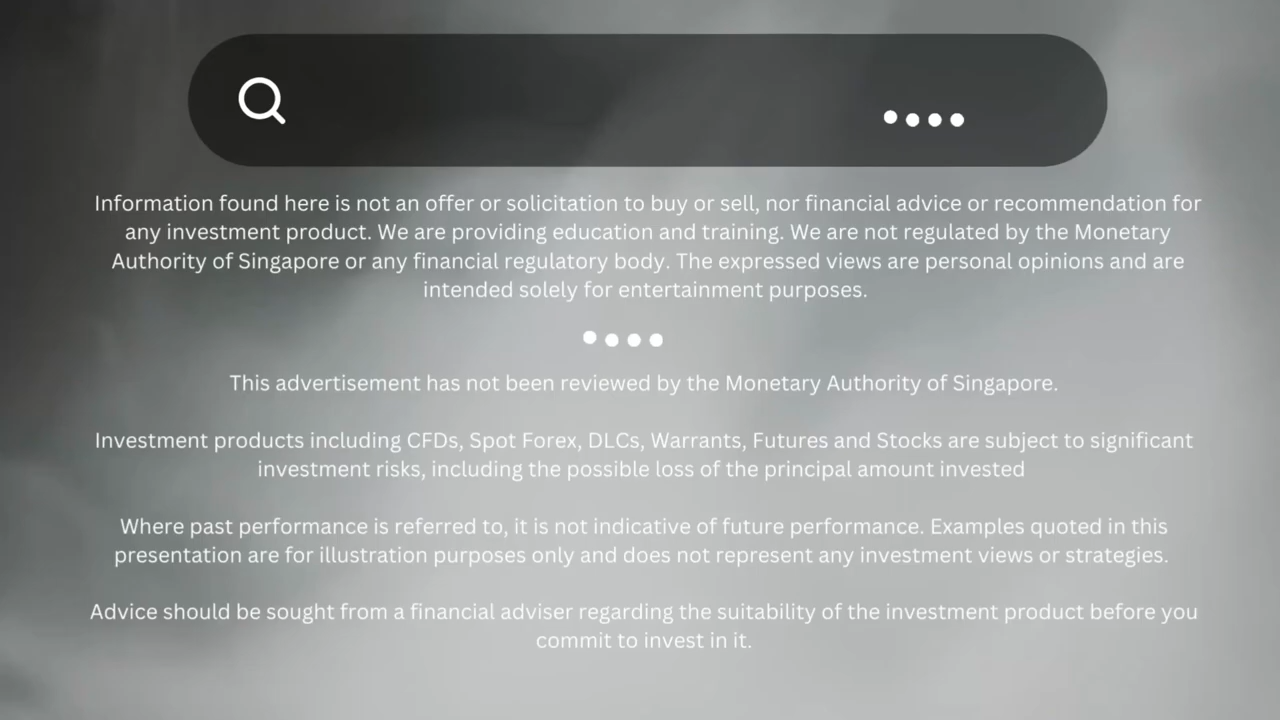 Information found here is not an offer or solicitation to buy or sell, nor financial advice or recommendation for
any investment product. We are providing education and training. We are not regulated by the Monetary
Authority of Singapore or any financial regulatory body. The expressed views are personal opinions and are
intended solely for entertainment purposes.
This advertisement has not been reviewed by the Monetary Authority of Singapore.
Investment products including CFDs, Spot Forex, DLCs, Warrants, Futures and Stocks are subject to significant
investment risks, including the possible loss of the principal amount invested
Where past performance is referred to, it is not indicative of future performance. Examples quoted in this
presentation are for illustration purposes only and does not represent any investment views or strategies.
Advice should be sought from a financial adviser regarding the suitability of the investment product before you
commit to invest in it.